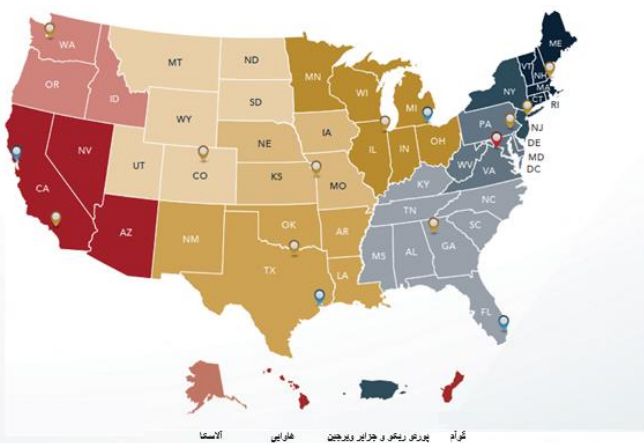 WA
MT
ND
MN
ME
VT
NH
OR
ID
SD
WI
MI
NY
MA
CT
RI
WY
IA
PA
NJ
NV
UT
NE
IL
IN
OH
DE
CA
CO
KS
MO
WV
VA
MD
DC
KY
AZ
NM
OK
AR
TN
NC
SC
TX
LA
MS
AL
GA
FL
آلاسکا
هاوایی
پورتو ریکو و جزایر ویرجین
گوآم